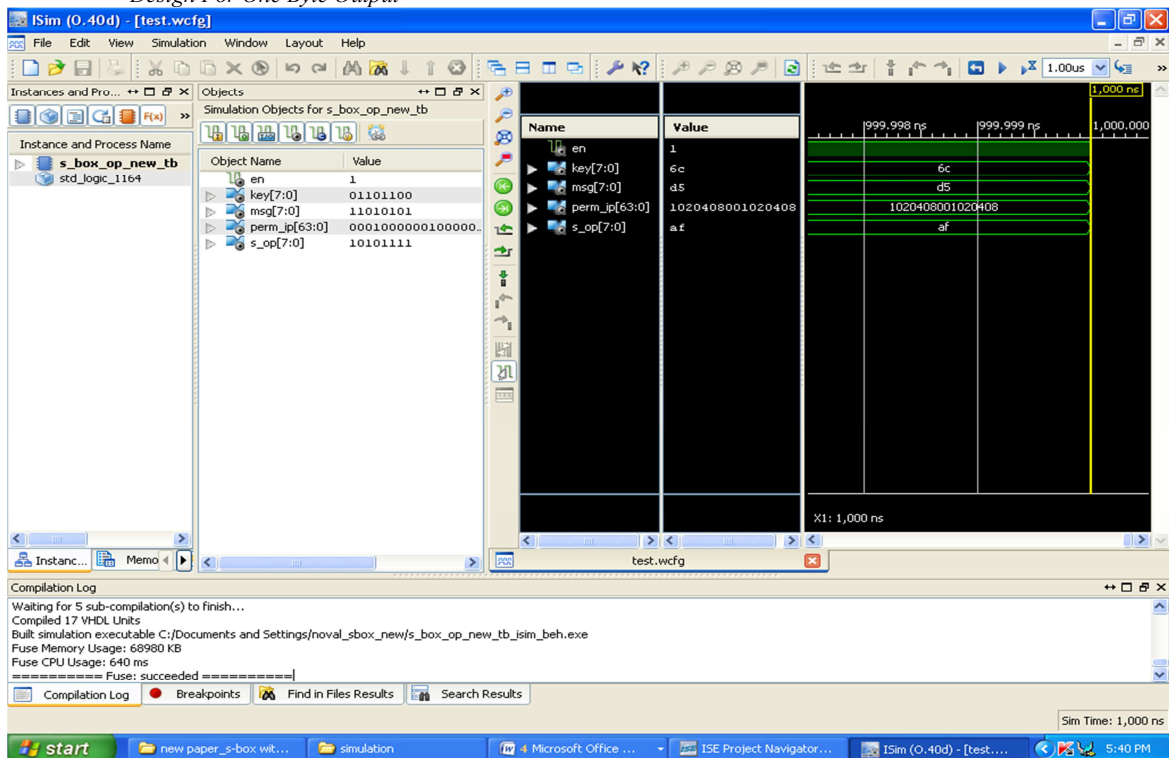 Design For One Byte Output
ISim (O.40d) - [test.wcfg]
File Edit View Simulation Window Layout Help
1.00us
Instances and Pro...
Objects
Simulation Objects for s_box_op_new_tb
Instance and Process Name
s_box_op_new_tb
std_logic_1164
Object Name Value
en 1
key[7:0] 01101100
msg[7:0] 11010101
perm_ip[63:0] 0001000000100000...
s_op[7:0] 10101111
Name Value
en 1
key[7:0] 6c
msg[7:0] d5
perm_ip[63:0] 1020408001020408
s_op[7:0] af
1,000 ns
999.998 ns 999.999 ns 1,000.000
6c
d5
1020408001020408
af
X1: 1,000 ns
Instanc... Memo
test.wcfg
Compilation Log
Waiting for 5 sub-compilation(s) to finish...
Compiled 17 VHDL Units
Built simulation executable C:/Documents and Settings/noval_sbox_new/s_box_op_new_tb_isim_beh.exe
Fuse Memory Usage: 68980 KB
Fuse CPU Usage: 640 ms
========== Fuse: succeeded ==========
Compilation Log Breakpoints Find in Files Results Search Results
Sim Time: 1,000 ns
start new paper_s-box wit... simulation 4 Microsoft Office ... ISE Project Navigator... ISim (O.40d) - [test.... 5:40 PM